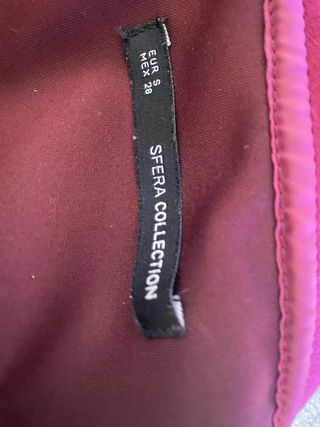 EUR S
MEX 28
SFERA COLLECTION